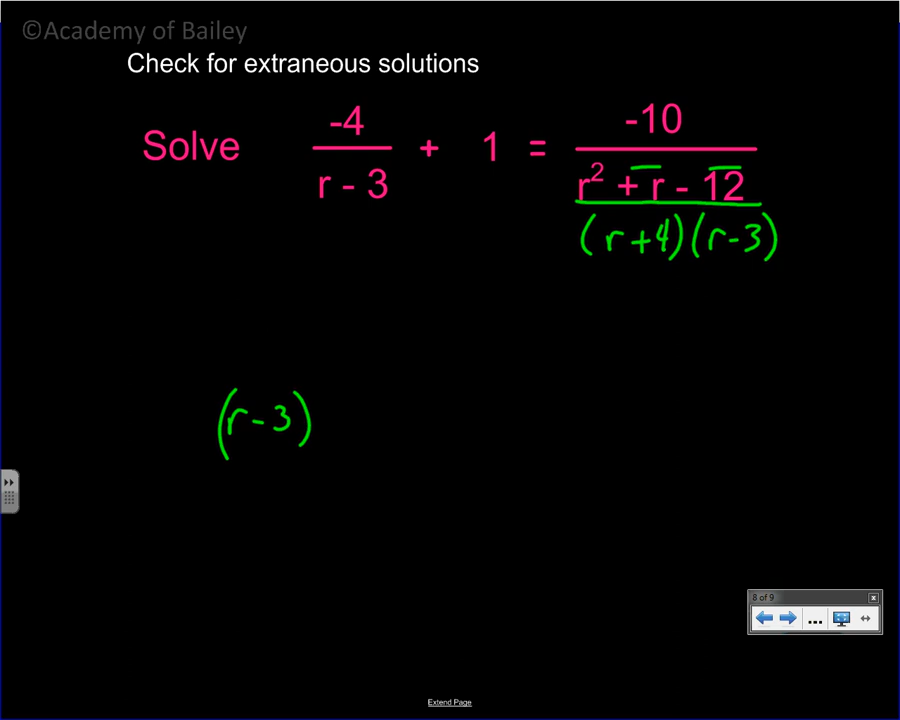 ©Academy of Bailey
Check for extraneous solutions
Solve -4/(r - 3) + 1 = -10/(r² + r - 12)
(r+4)(r-3)
(r-3)
8 of 9
...
Extend Page